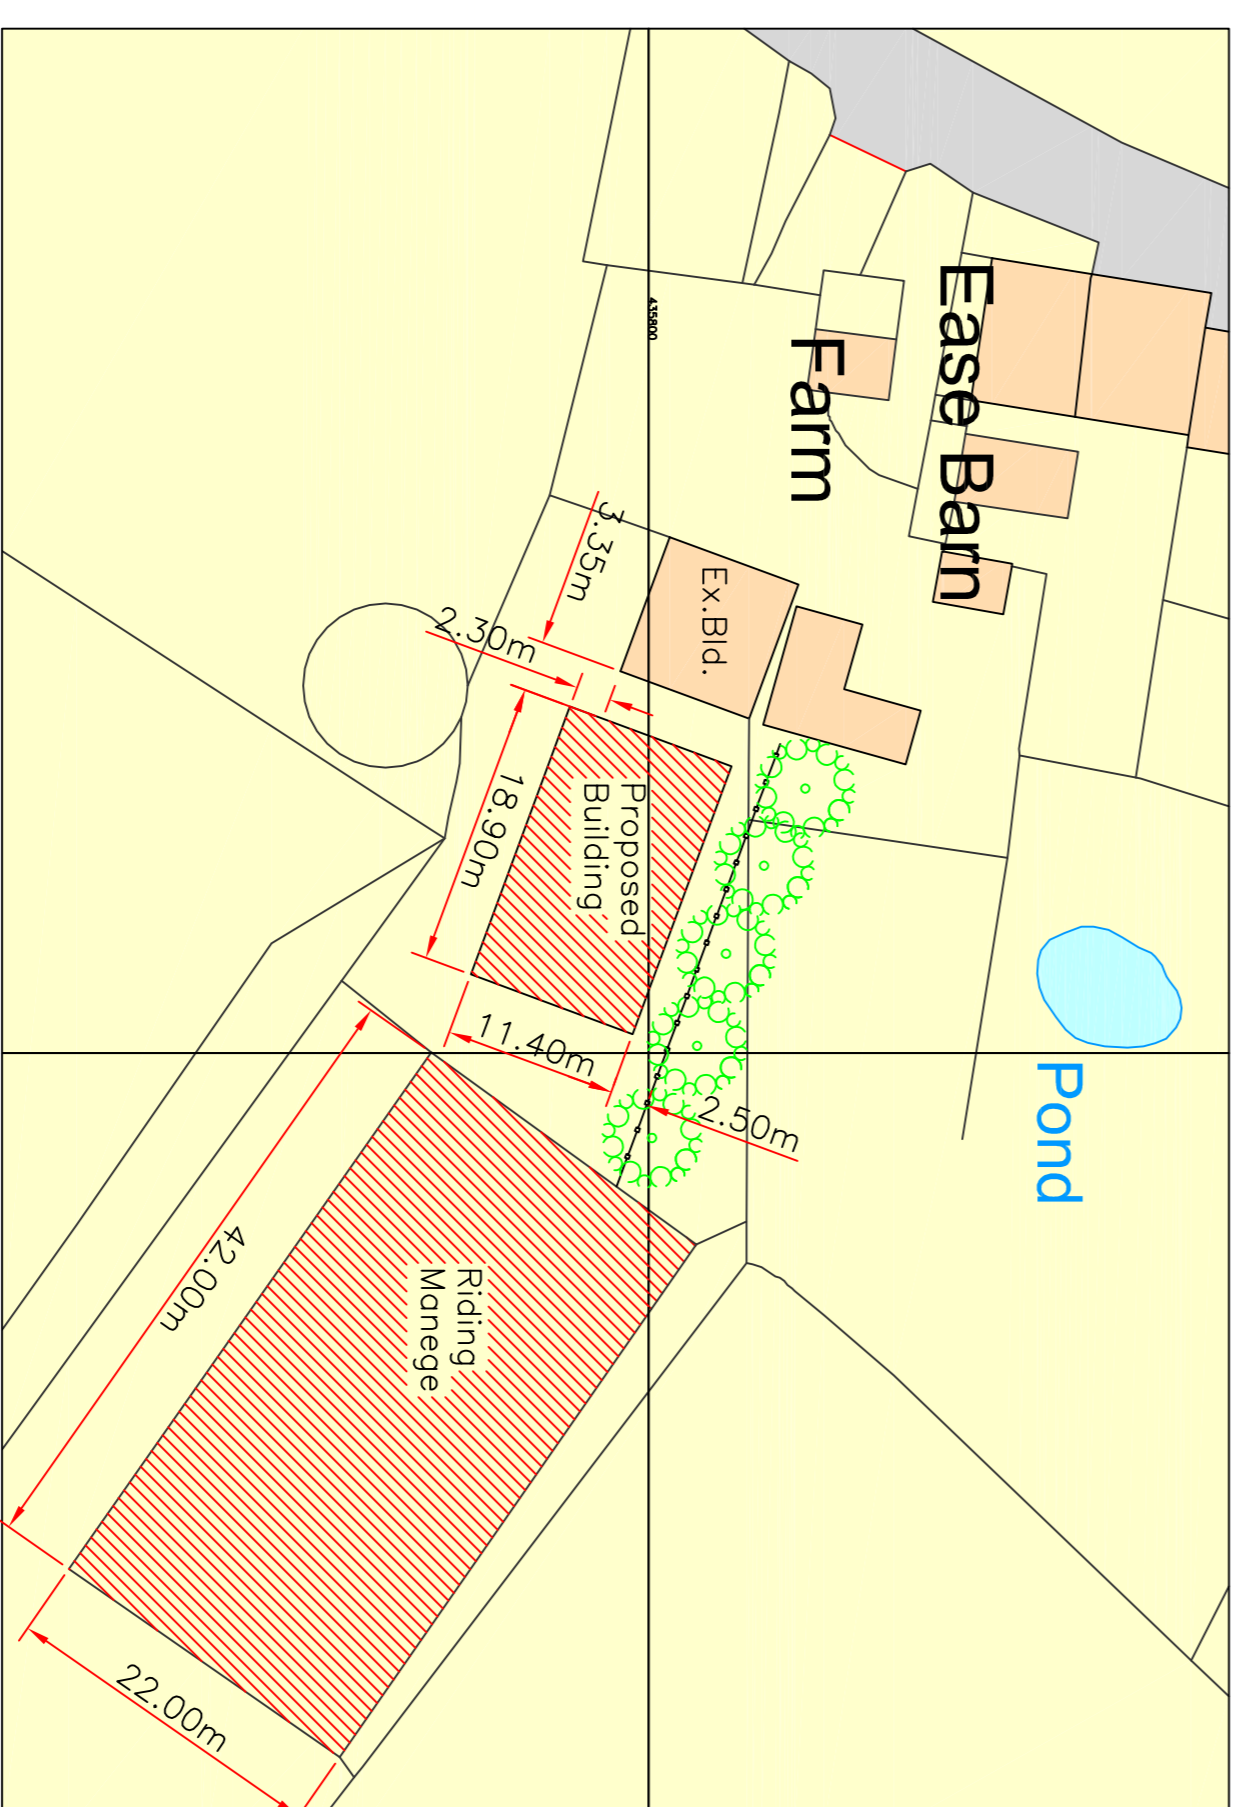 Ease Barn
Farm
435800
Ex.Bld.
3.35m
2.30m
18.90m
Proposed
Building
11.40m
2.50m
Pond
42.00m
Riding
Manege
22.00m